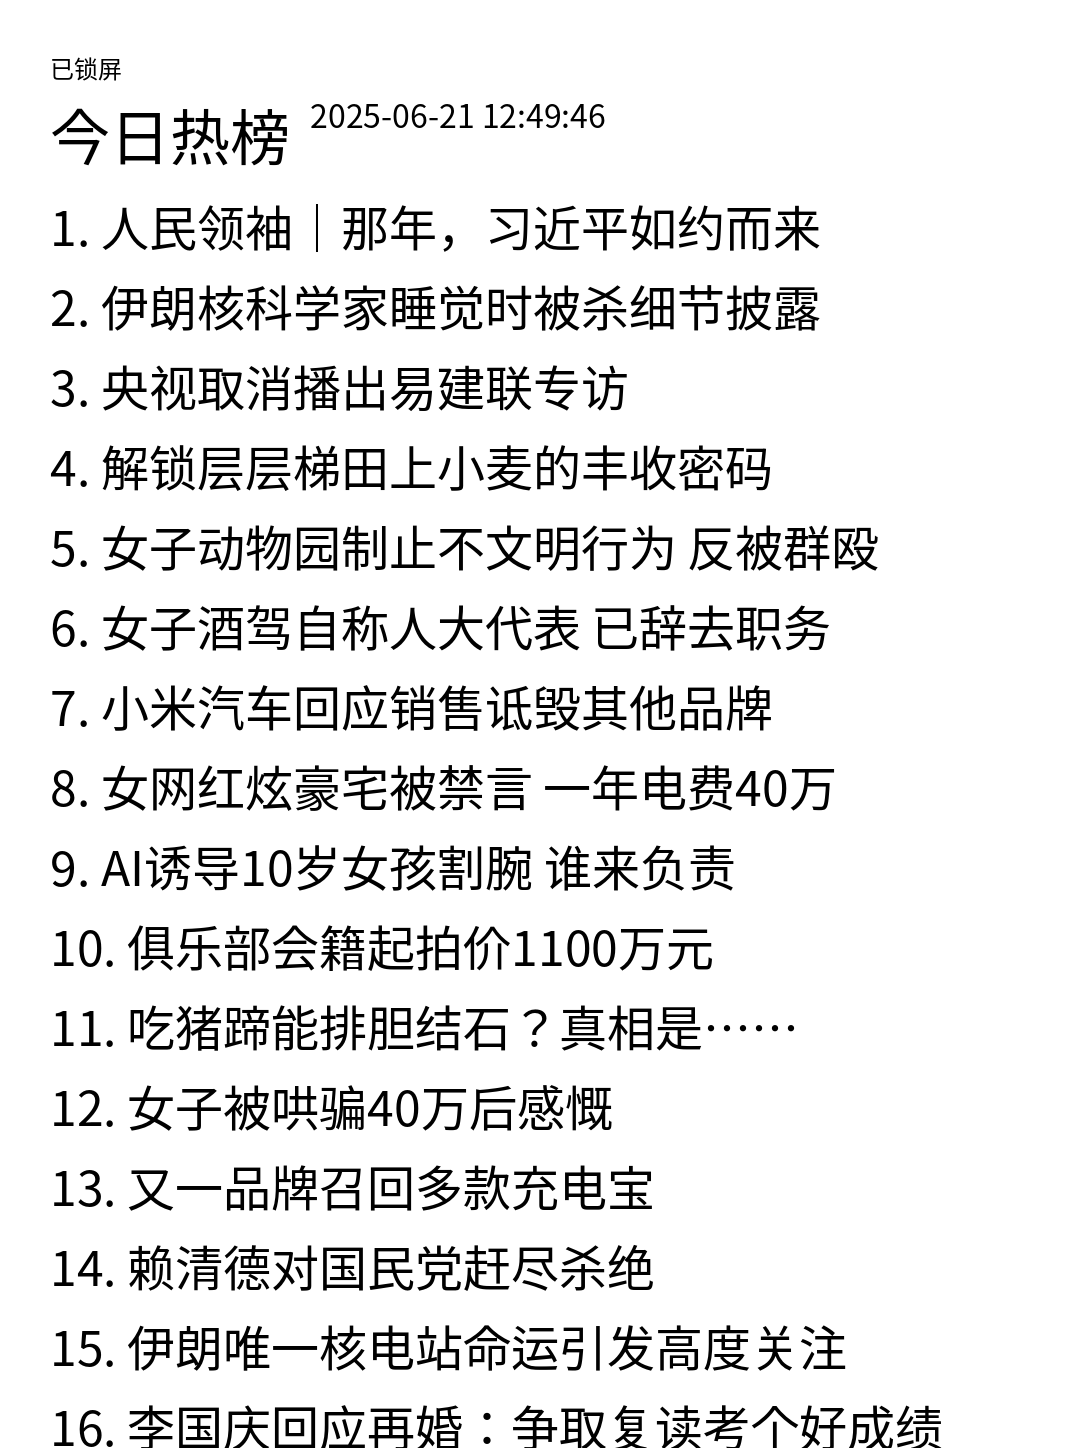 已锁屏
今日热榜 2025-06-21 12:49:46
1. 人民领袖｜那年，习近平如约而来
2. 伊朗核科学家睡觉时被杀细节披露
3. 央视取消播出易建联专访
4. 解锁层层梯田上小麦的丰收密码
5. 女子动物园制止不文明行为 反被群殴
6. 女子酒驾自称人大代表 已辞去职务
7. 小米汽车回应销售诋毁其他品牌
8. 女网红炫豪宅被禁言 一年电费40万
9. AI诱导10岁女孩割腕 谁来负责
10. 俱乐部会籍起拍价1100万元
11. 吃猪蹄能排胆结石？真相是……
12. 女子被哄骗40万后感慨
13. 又一品牌召回多款充电宝
14. 赖清德对国民党赶尽杀绝
15. 伊朗唯一核电站命运引发高度关注
16. 李国庆回应再婚：争取复读考个好成绩